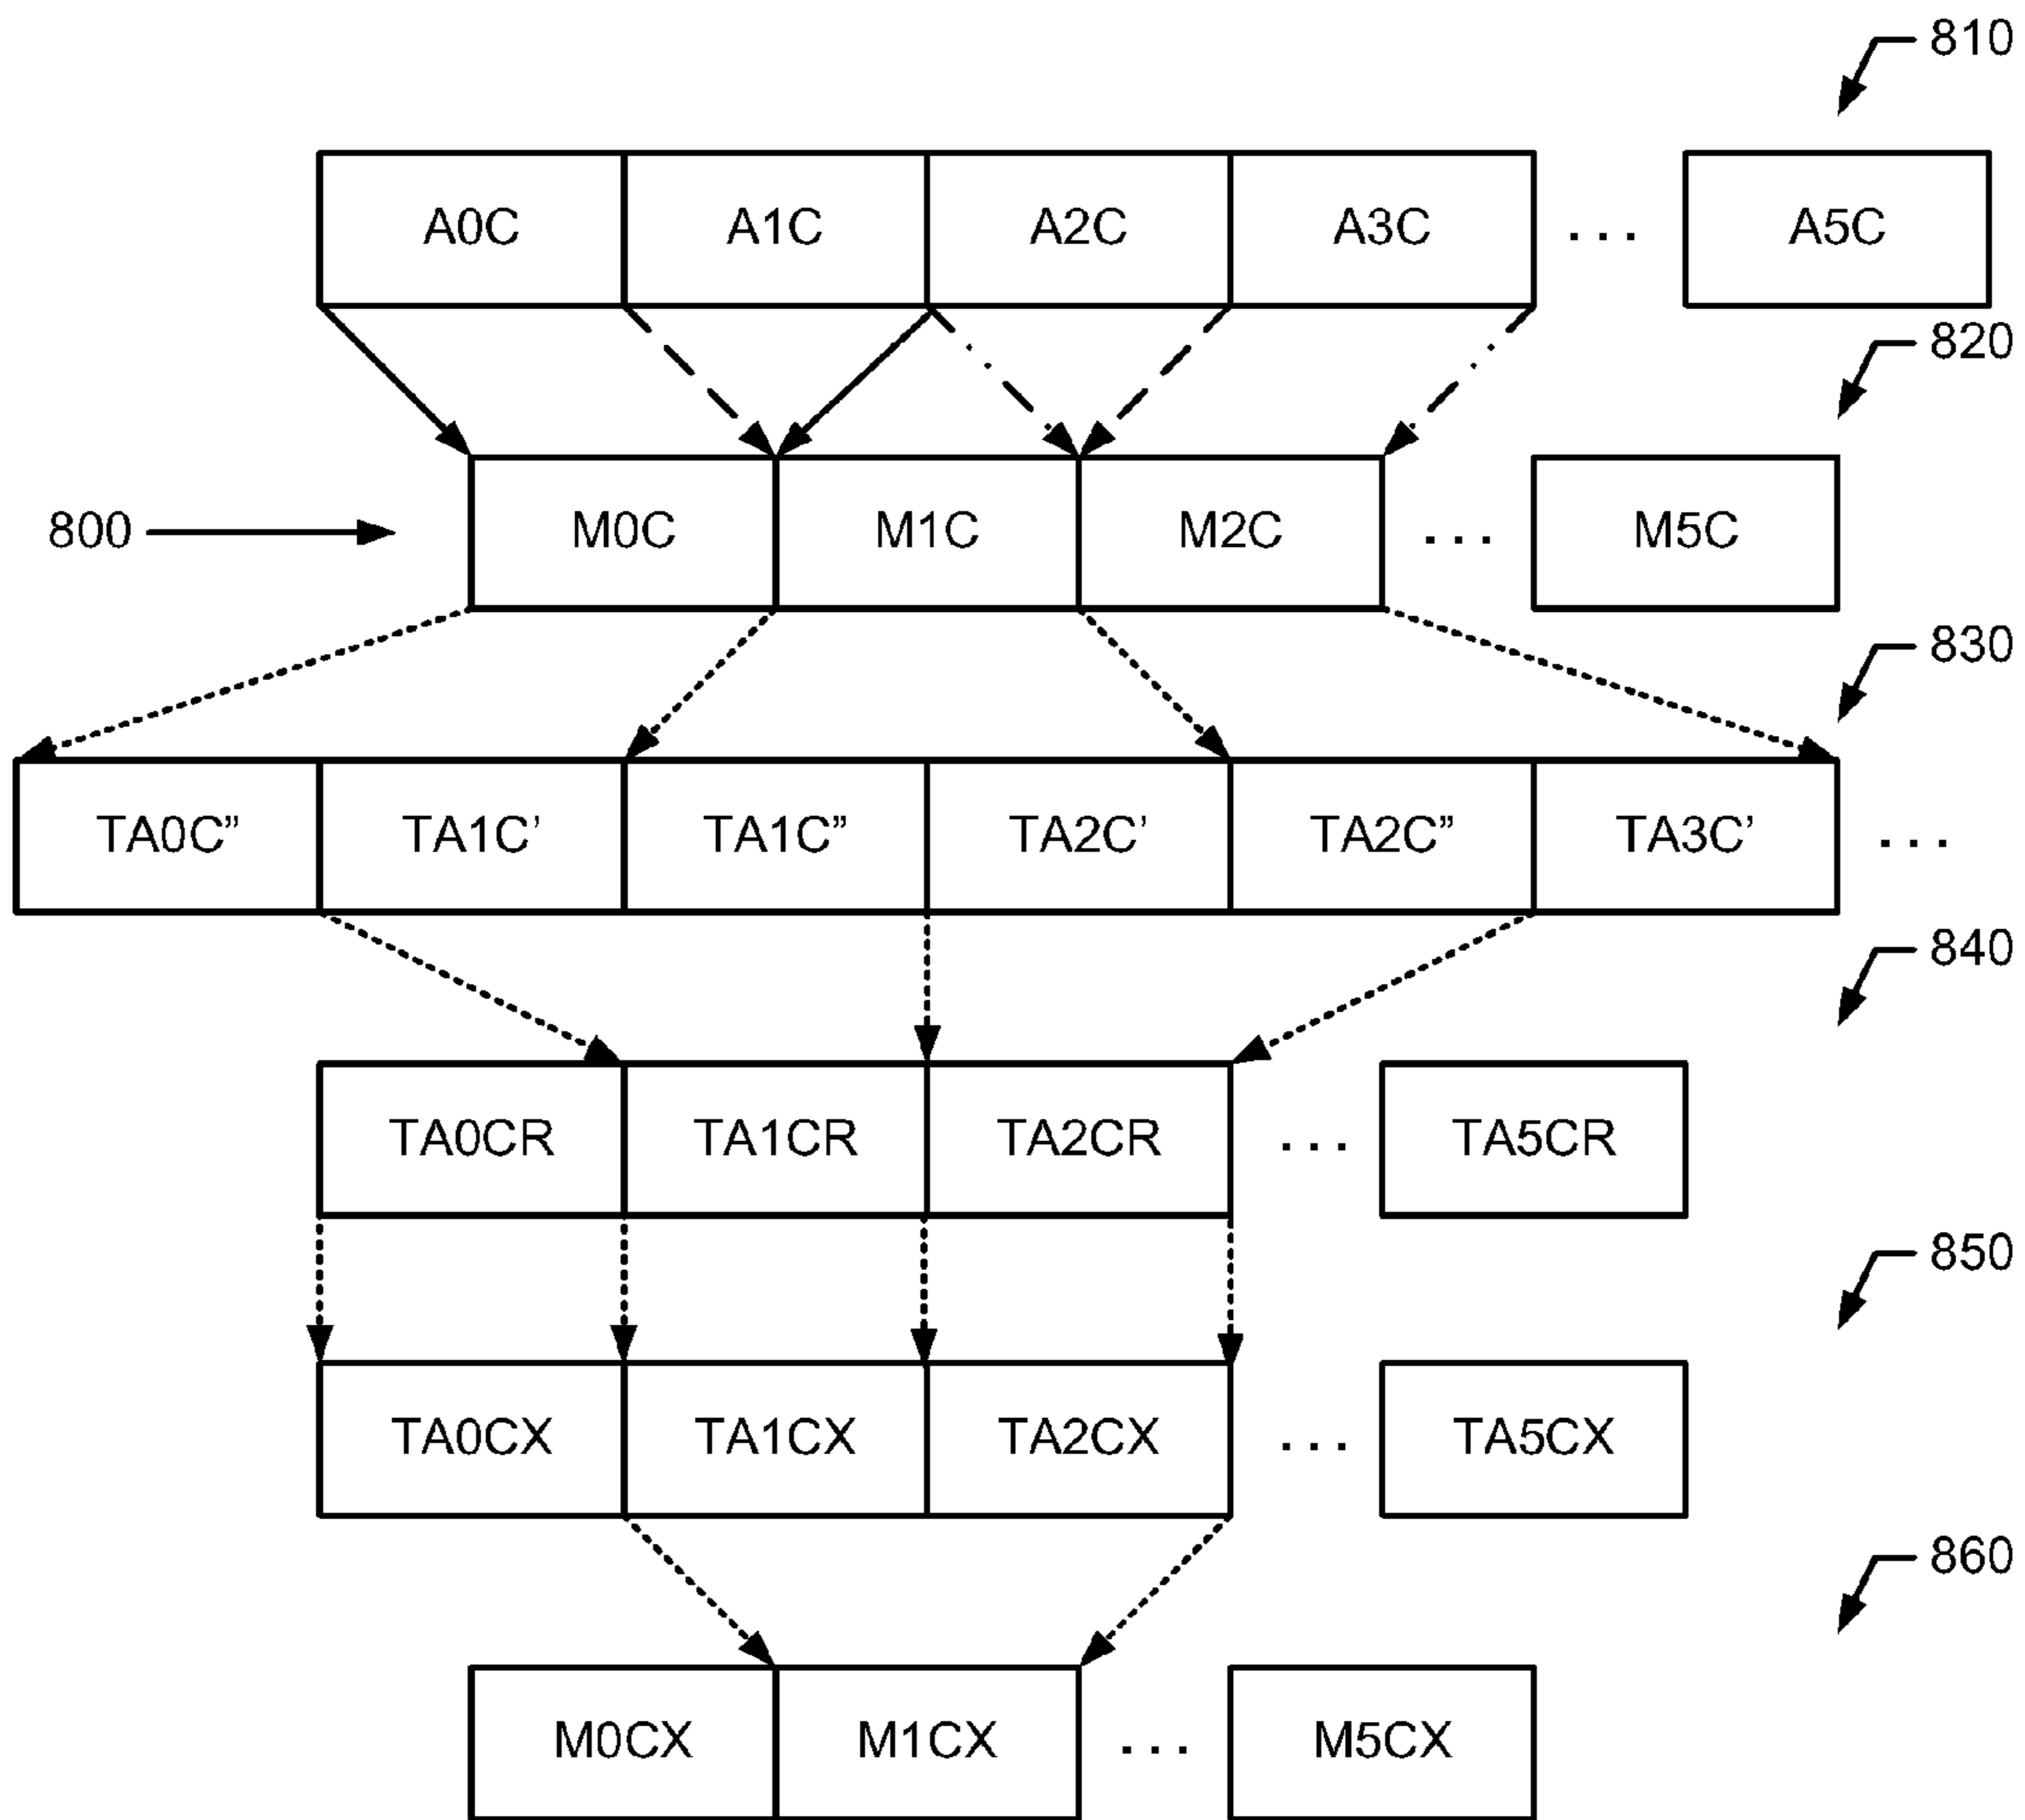 810
A0C A1C A2C A3C ... A5C
820
800 M0C M1C M2C ... M5C
830
TA0C” TA1C’ TA1C” TA2C’ TA2C” TA3C’ ...
840
TA0CR TA1CR TA2CR ... TA5CR
850
TA0CX TA1CX TA2CX ... TA5CX
860
M0CX M1CX ... M5CX